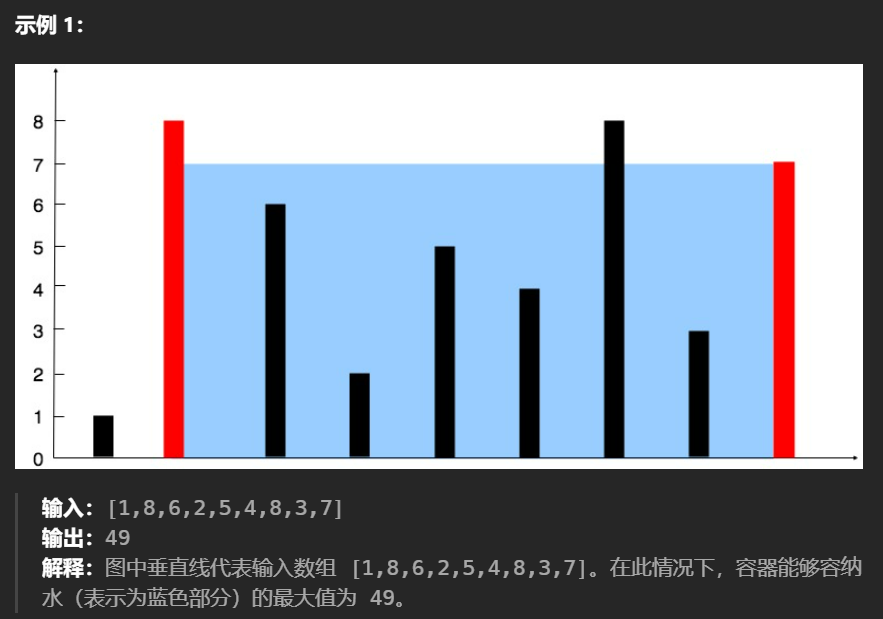 示例 1：
8
7
6
5
4
3
2
1
0
输入：[1,8,6,2,5,4,8,3,7]
输出：49
解释：图中垂直线代表输入数组 [1,8,6,2,5,4,8,3,7]。在此情况下，容器能够容纳
水（表示为蓝色部分）的最大值为 49。